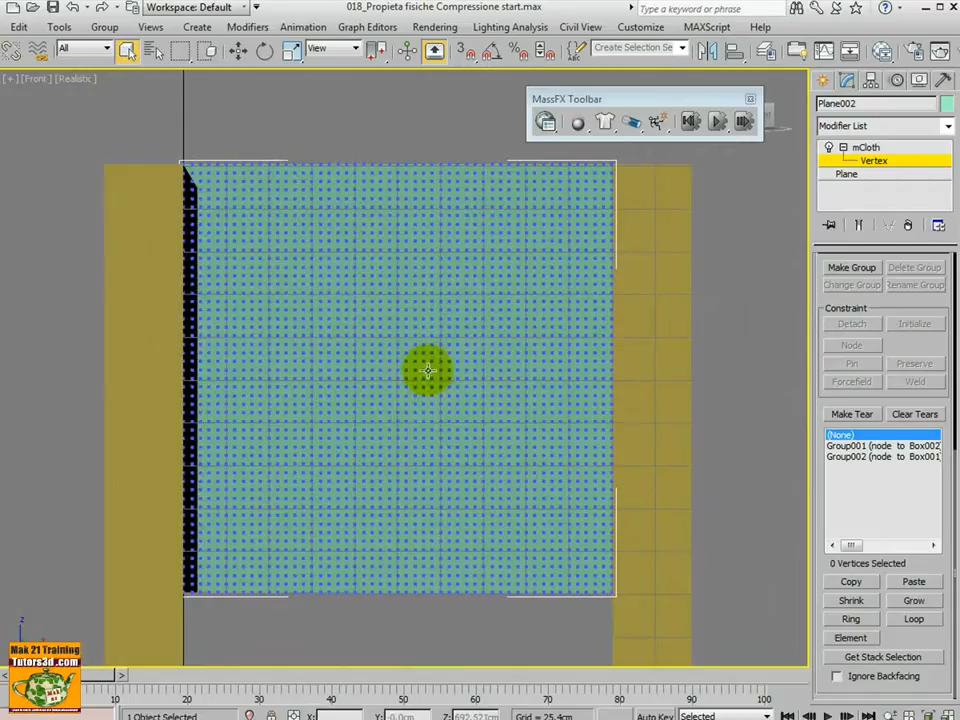 Workspace: Default
018_Propieta fisiche Compressione start.max
Type a keyword or phrase
Edit Tools Group Views Create Modifiers Animation Graph Editors Rendering Lighting Analysis Civil View Customize MAXScript Help
All
View
Create Selection Se
[+] [Front] [Realistic]
MassFX Toolbar
Plane002
Modifier List
mCloth
Vertex
Plane
Make Group Delete Group
Change Group Rename Group
Constraint
Detach Initialize
Node
Pin Preserve
Forcefield Weld
Make Tear Clear Tears
(None)
Group001 (node to Box002)
Group002 (node to Box001)
0 Vertices Selected
Copy Paste
Shrink Grow
Ring Loop
Element
Get Stack Selection
Ignore Backfacing
z
Mak 21 Training
Tutors3d.com
10 20 30 40 50 60 70 80 90 100
1 Object Selected
X:
Y: -0.0cm
Z: 692.521cm
Grid = 25.4cm
Auto Key
Selected